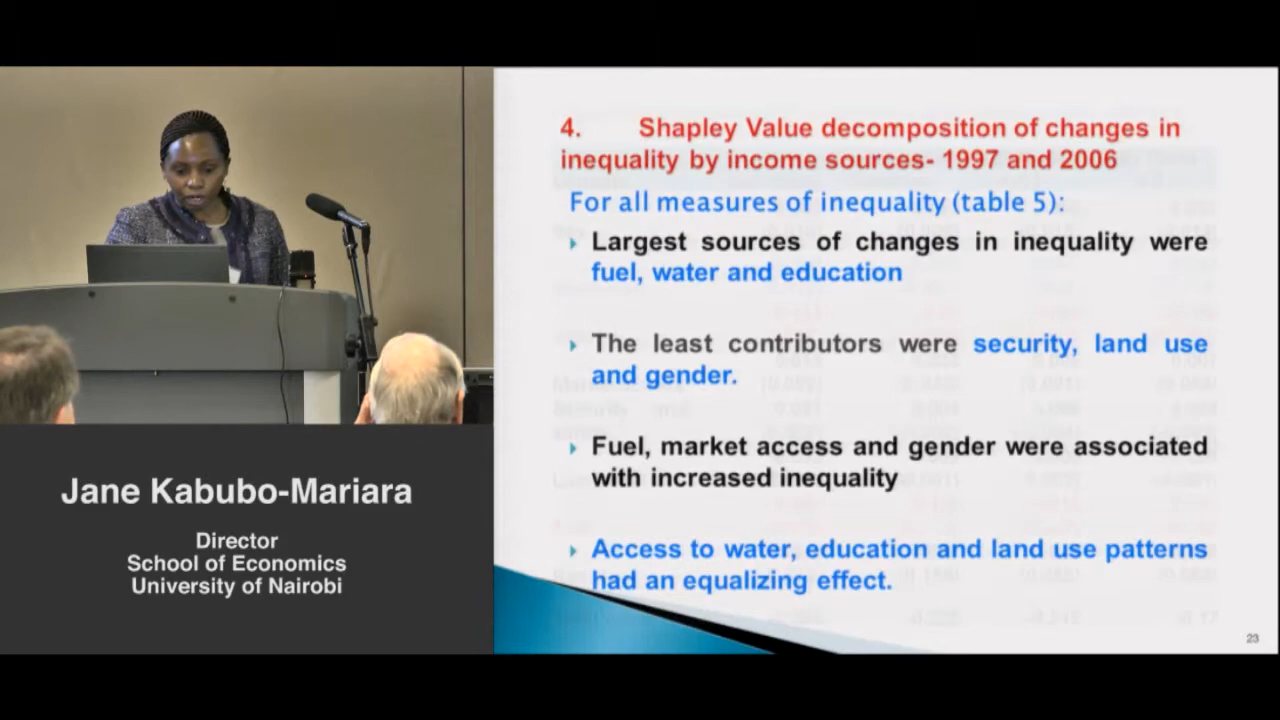 4. Shapley Value decomposition of changes in
inequality by income sources- 1997 and 2006
For all measures of inequality (table 5):
Largest sources of changes in inequality were
fuel, water and education
The least contributors were security, land use
and gender.
Fuel, market access and gender were associated
with increased inequality
Access to water, education and land use patterns
had an equalizing effect.
23
Jane Kabubo-Mariara
Director
School of Economics
University of Nairobi